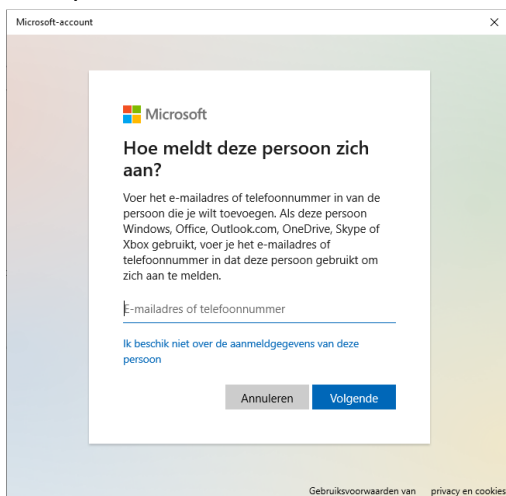 Microsoft-account
Microsoft
Hoe meldt deze persoon zich
aan?
Voer het e-mailadres of telefoonnummer in van de
persoon die je wilt toevoegen. Als deze persoon
Windows, Office, Outlook.com, OneDrive, Skype of
Xbox gebruikt, voer je het e-mailadres of
telefoonnummer in dat deze persoon gebruikt om
zich aan te melden.
E-mailadres of telefoonnummer
Ik beschik niet over de aanmeldgegevens van deze
persoon
Annuleren Volgende
Gebruiksvoorwaarden van privacy en cookies